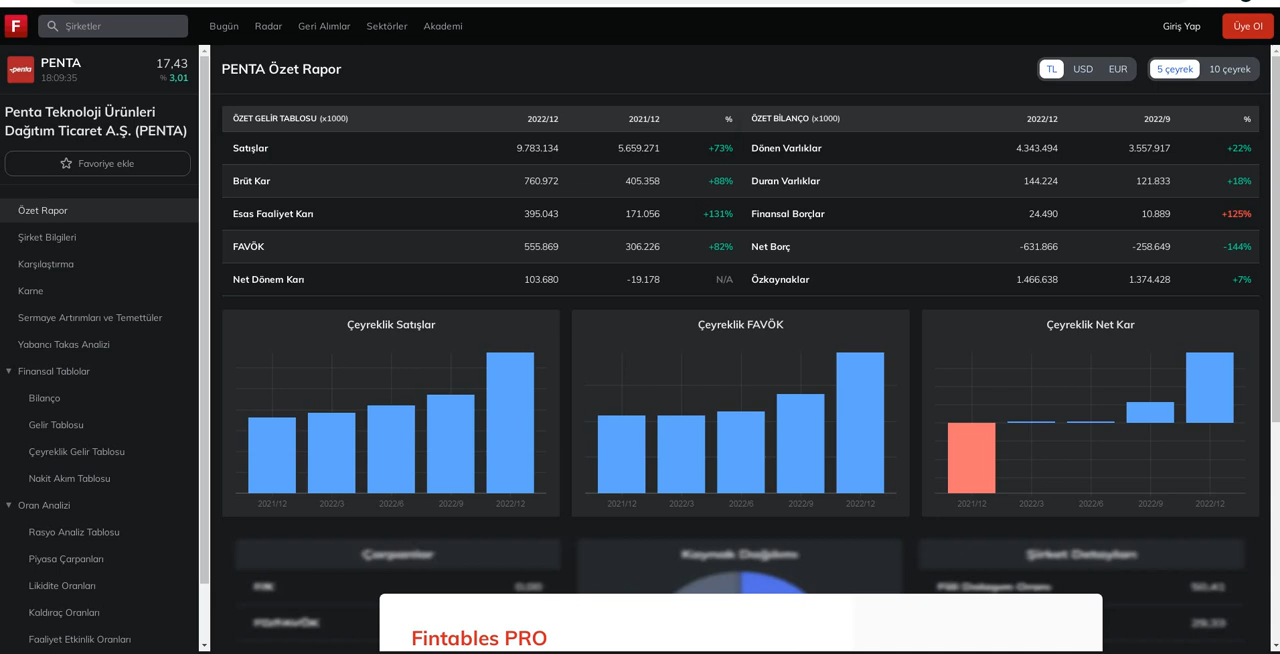 F Şirketler Bugün Radar Geri Alımlar Sektörler Akademi Giriş Yap Üye Ol
penta PENTA 17,43
18:09:35 % 3,01
Penta Teknoloji Ürünleri
Dağıtım Ticaret A.Ş. (PENTA)
Favoriye ekle
Özet Rapor
Şirket Bilgileri
Karşılaştırma
Karne
Sermaye Artırımları ve Temettüler
Yabancı Takas Analizi
Finansal Tablolar
Bilanço
Gelir Tablosu
Çeyreklik Gelir Tablosu
Nakit Akım Tablosu
Oran Analizi
Rasyo Analiz Tablosu
Piyasa Çarpanları
Likidite Oranları
Kaldıraç Oranları
Faaliyet Etkinlik Oranları
PENTA Özet Rapor TL USD EUR 5 çeyrek 10 çeyrek
ÖZET GELİR TABLOSU (x1000) 2022/12 2021/12 % ÖZET BİLANÇO (x1000) 2022/12 2022/9 %
Satışlar 9.783.134 5.659.271 +73% Dönen Varlıklar 4.343.494 3.557.917 +22%
Brüt Kar 760.972 405.358 +88% Duran Varlıklar 144.224 121.833 +18%
Esas Faaliyet Karı 395.043 171.056 +131% Finansal Borçlar 24.490 10.889 +125%
FAVÖK 555.869 306.226 +82% Net Borç -631.866 -258.649 -144%
Net Dönem Karı 103.680 -19.178 N/A Özkaynaklar 1.466.638 1.374.428 +7%
Çeyreklik Satışlar Çeyreklik FAVÖK Çeyreklik Net Kar
2021/12 2022/3 2022/6 2022/9 2022/12 2021/12 2022/3 2022/6 2022/9 2022/12 2021/12 2022/3 2022/6 2022/9 2022/12
Çarpanlar Kaynak Dağılımı Şirket Detayları
Fintables PRO